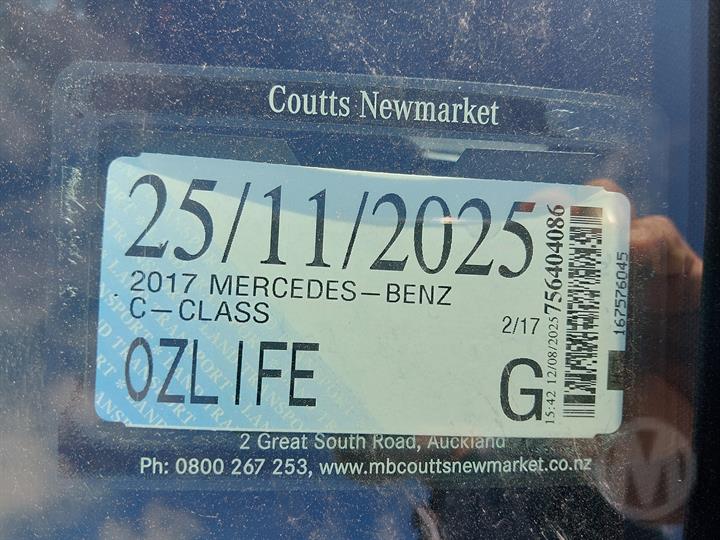 Coutts Newmarket
25/11/2025
2017 MERCEDES-BENZ
C-CLASS
2/17
OZLIFE
G
15:42 12/08/2025
756404086
167576045
2 Great South Road, Auckland
Ph: 0800 267 253, www.mbcouttsnewmarket.co.nz
M